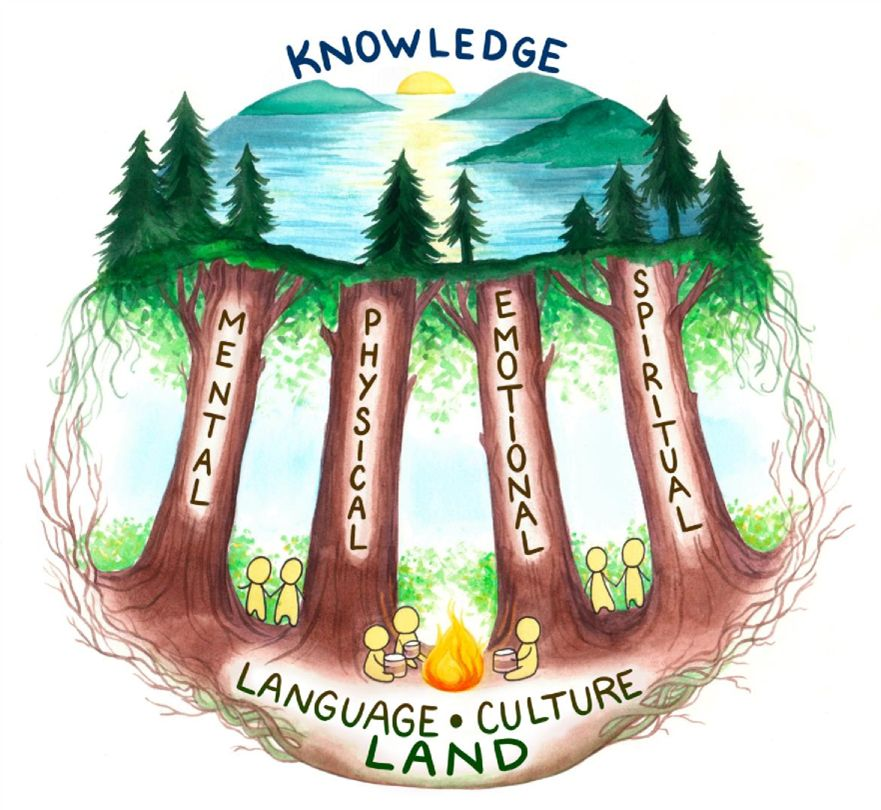 KNOWLEDGE
MENTAL
PHYSICAL
EMOTIONAL
SPIRITUAL
LANGUAGE • CULTURE
LAND